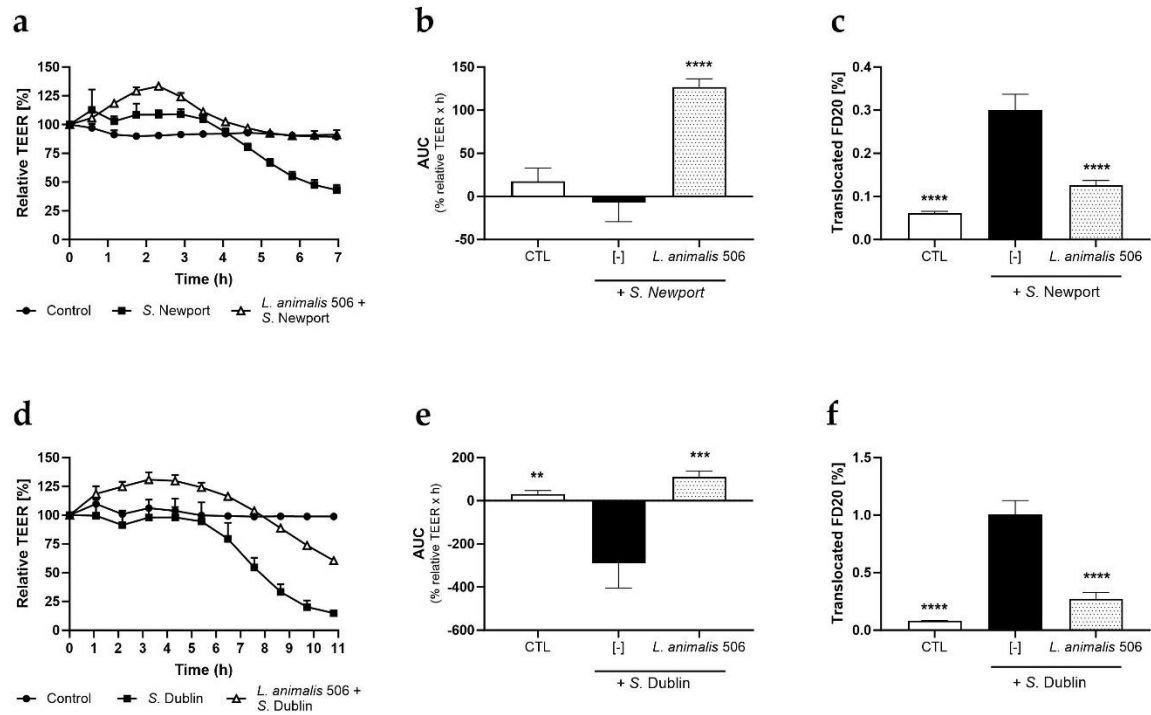 a
Relative TEER [%]
150
125
100
75
50
25
0
0 1 2 3 4 5 6 7
Time (h)
Control
S. Newport
L. animalis 506 +
S. Newport
b
AUC
(% relative TEER x h)
150
100
50
0
-50
****
CTL [-] L. animalis 506
+ S. Newport
c
Translocated FD20 [%]
0.4
0.3
0.2
0.1
0.0
****
****
CTL [-] L. animalis 506
+ S. Newport
d
Relative TEER [%]
150
125
100
75
50
25
0
0 1 2 3 4 5 6 7 8 9 10 11
Time (h)
Control
S. Dublin
L. animalis 506 +
S. Dublin
e
AUC
(% relative TEER x h)
200
0
-200
-400
-600
**
***
CTL [-] L. animalis 506
+ S. Dublin
f
Translocated FD20 [%]
1.5
1.0
0.5
0.0
****
****
CTL [-] L. animalis 506
+ S. Dublin